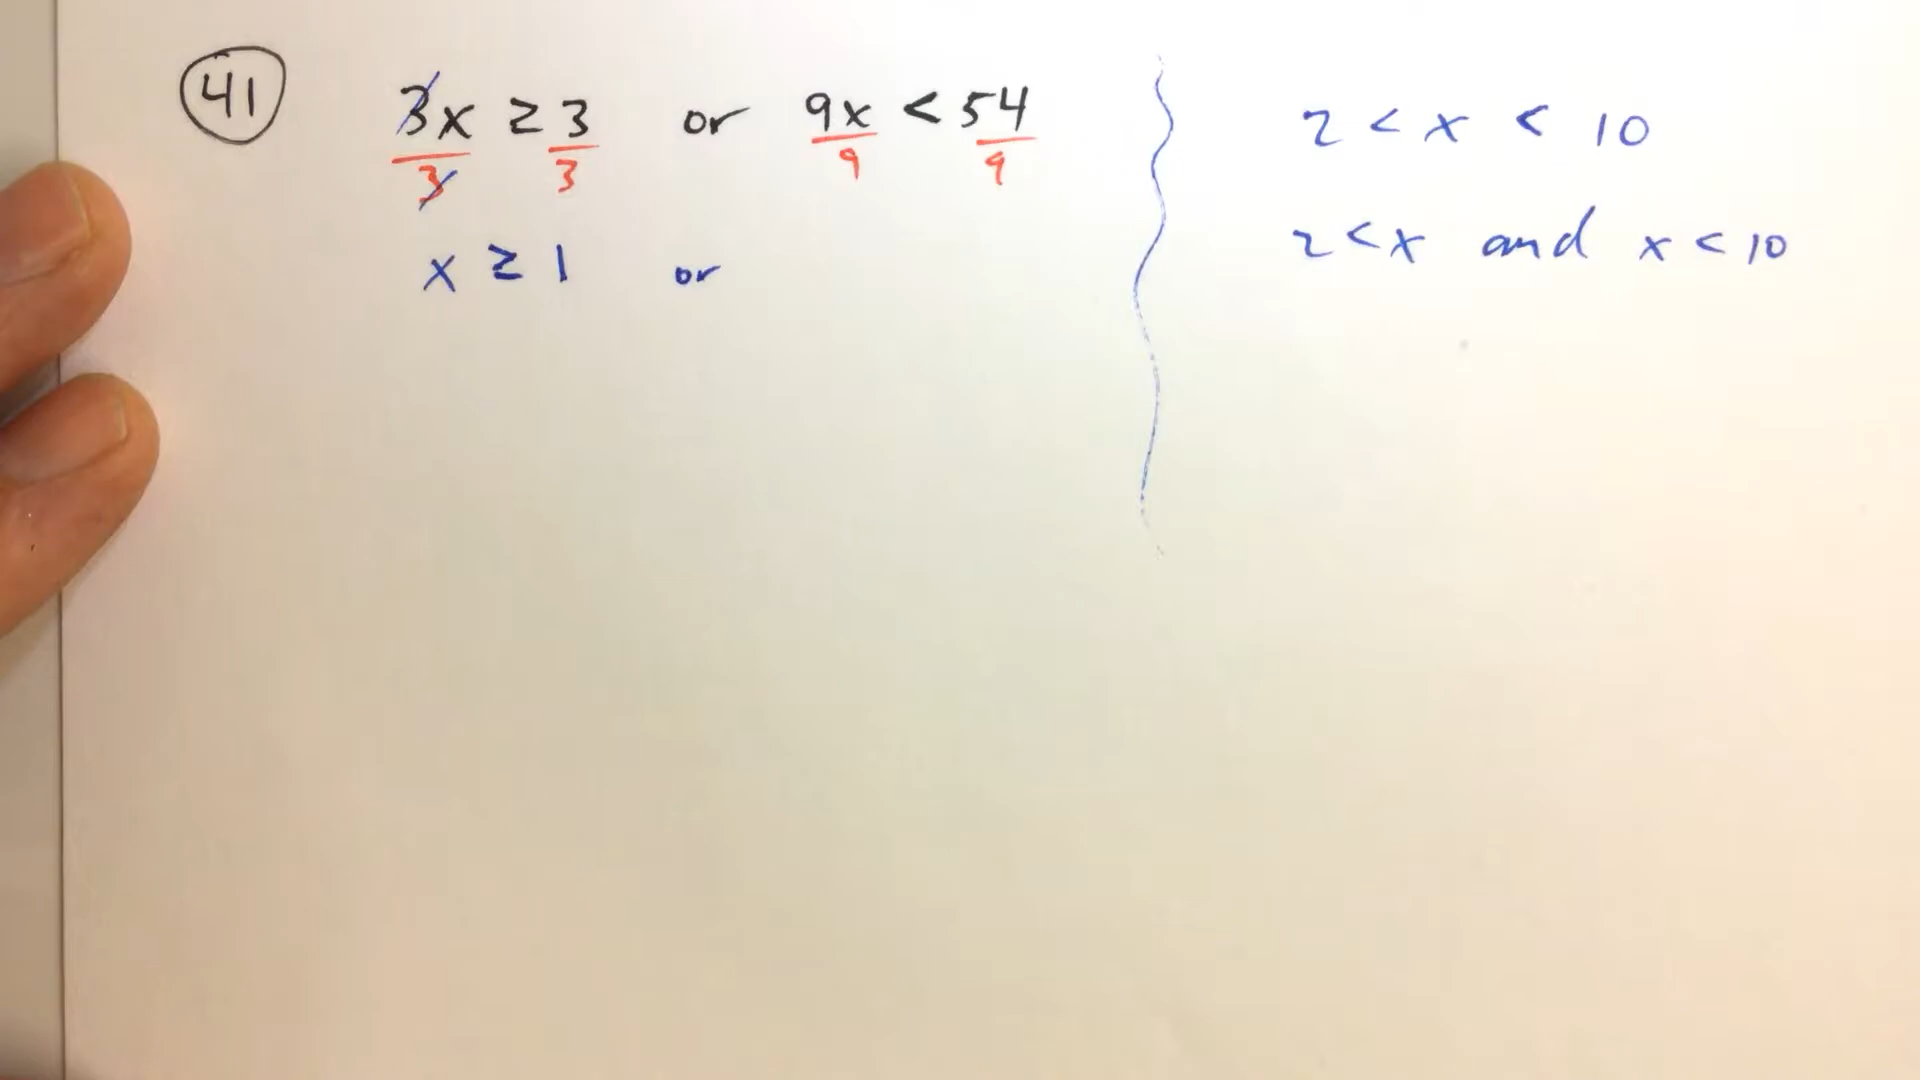 41 3x ≥ 3 or 9x < 54
3 3 9 9
x ≥ 1 or
2 < x < 10
2 < x and x < 10